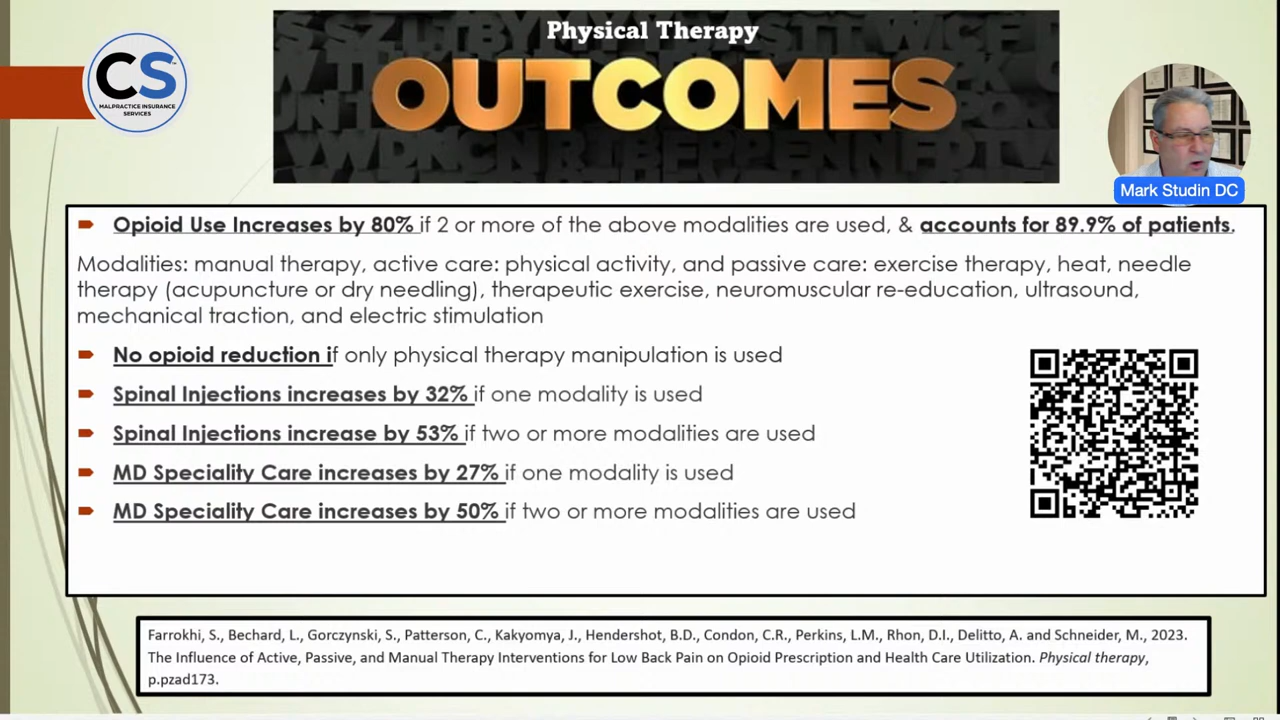 Physical Therapy
OUTCOMES
CS
MALPRACTICE INSURANCE
SERVICES
Mark Studin DC
Opioid Use Increases by 80% if 2 or more of the above modalities are used, & accounts for 89.9% of patients.
Modalities: manual therapy, active care: physical activity, and passive care: exercise therapy, heat, needle
therapy (acupuncture or dry needling), therapeutic exercise, neuromuscular re-education, ultrasound,
mechanical traction, and electric stimulation
No opioid reduction if only physical therapy manipulation is used
Spinal Injections increases by 32% if one modality is used
Spinal Injections increase by 53% if two or more modalities are used
MD Speciality Care increases by 27% if one modality is used
MD Speciality Care increases by 50% if two or more modalities are used
Farrokhi, S., Bechard, L., Gorczynski, S., Patterson, C., Kakyomya, J., Hendershot, B.D., Condon, C.R., Perkins, L.M., Rhon, D.I., Delitto, A. and Schneider, M., 2023.
The Influence of Active, Passive, and Manual Therapy Interventions for Low Back Pain on Opioid Prescription and Health Care Utilization. Physical therapy,
p.pzad173.